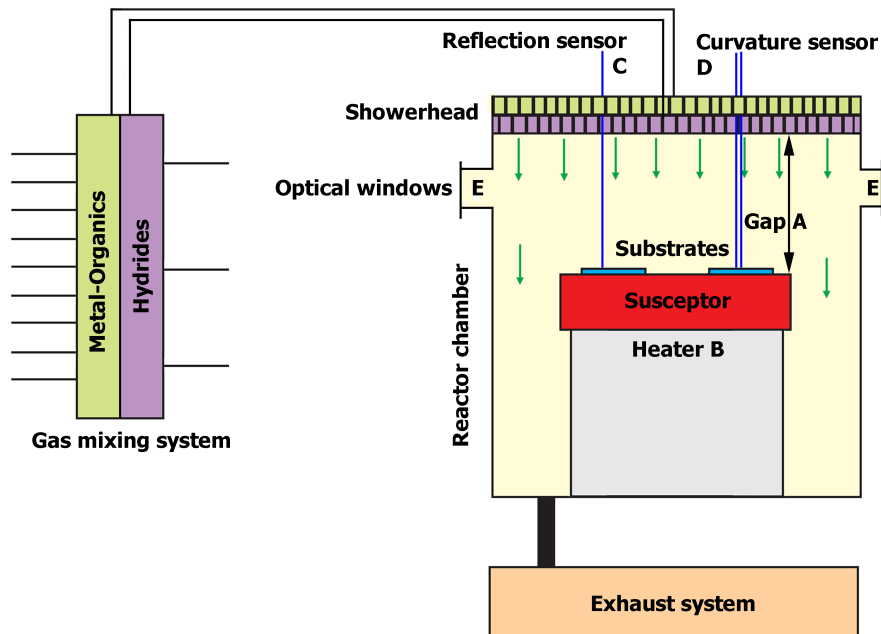 Reflection sensor
C
Curvature sensor
D
Showerhead
Optical windows
E
E
Gap A
Substrates
Susceptor
Heater B
Reactor chamber
Metal-Organics
Hydrides
Gas mixing system
Exhaust system